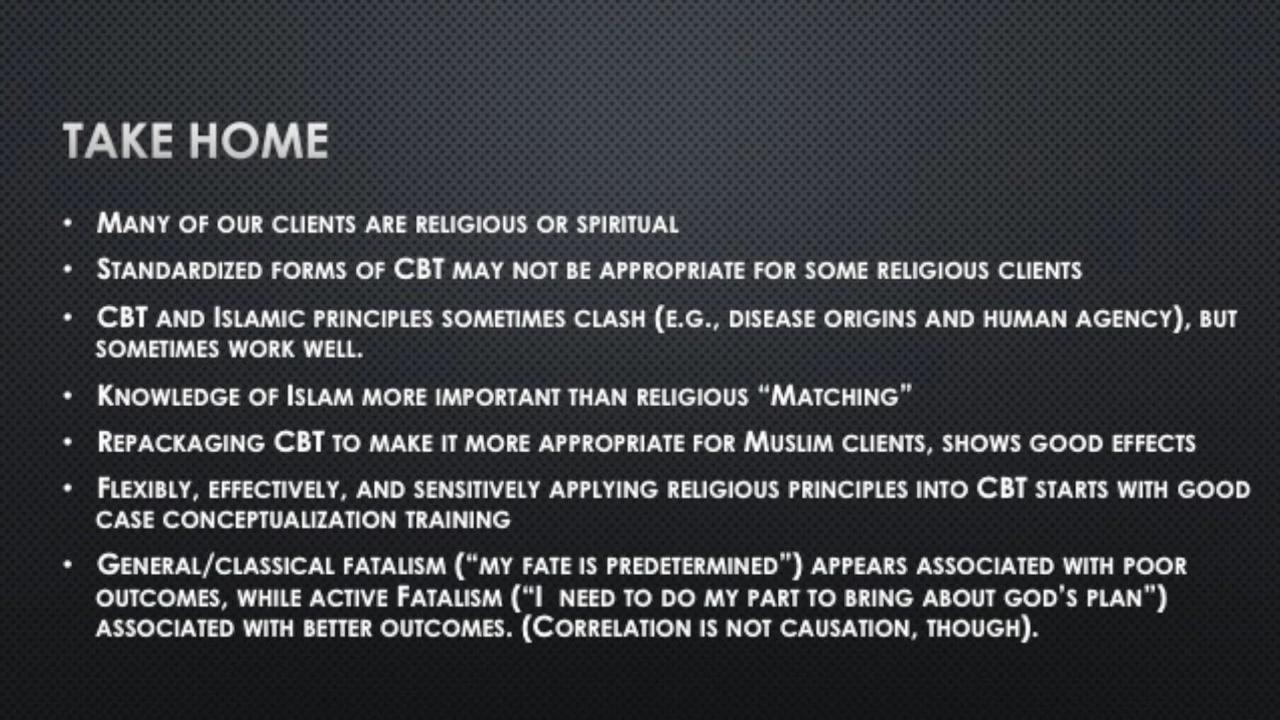 TAKE HOME
• MANY OF OUR CLIENTS ARE RELIGIOUS OR SPIRITUAL
• STANDARDIZED FORMS OF CBT MAY NOT BE APPROPRIATE FOR SOME RELIGIOUS CLIENTS
• CBT AND ISLAMIC PRINCIPLES SOMETIMES CLASH (E.G., DISEASE ORIGINS AND HUMAN AGENCY), BUT
SOMETIMES WORK WELL.
• KNOWLEDGE OF ISLAM MORE IMPORTANT THAN RELIGIOUS “MATCHING”
• REPACKAGING CBT TO MAKE IT MORE APPROPRIATE FOR MUSLIM CLIENTS, SHOWS GOOD EFFECTS
• FLEXIBLY, EFFECTIVELY, AND SENSITIVELY APPLYING RELIGIOUS PRINCIPLES INTO CBT STARTS WITH GOOD
CASE CONCEPTUALIZATION TRAINING
• GENERAL/CLASSICAL FATALISM (“MY FATE IS PREDETERMINED”) APPEARS ASSOCIATED WITH POOR
OUTCOMES, WHILE ACTIVE FATALISM (“I NEED TO DO MY PART TO BRING ABOUT GOD’S PLAN”)
ASSOCIATED WITH BETTER OUTCOMES. (CORRELATION IS NOT CAUSATION, THOUGH).